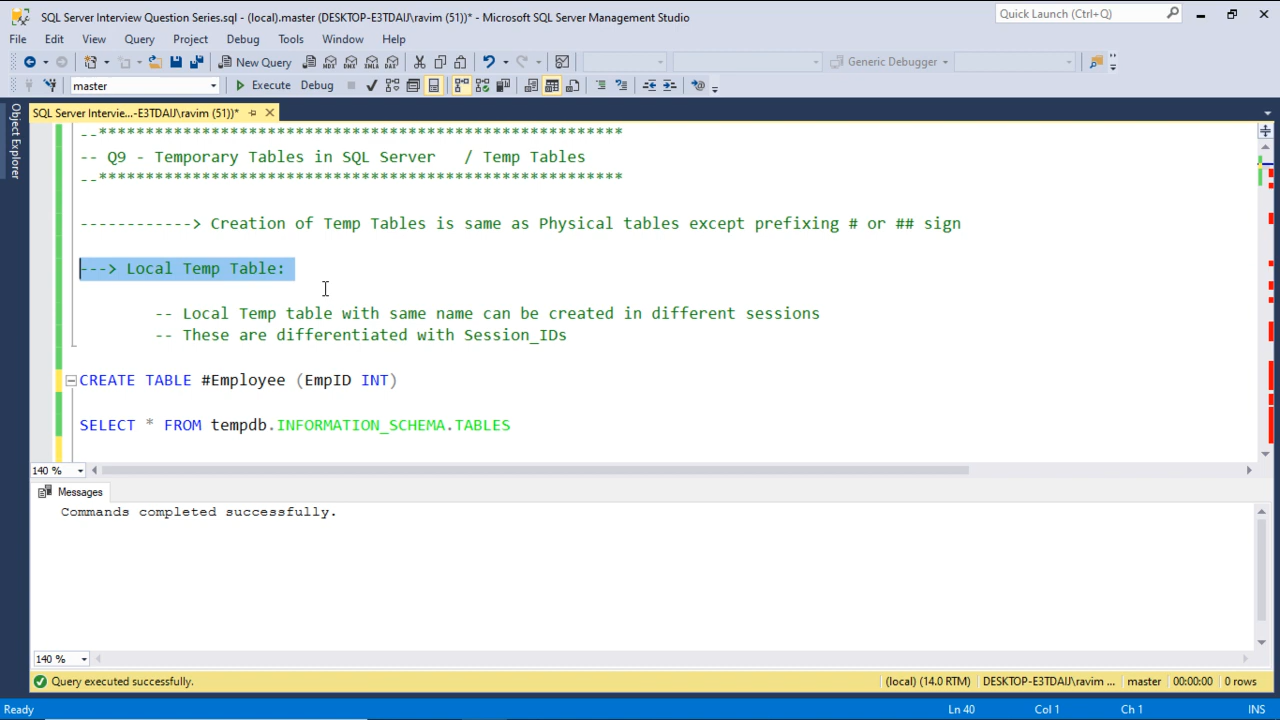 SQL Server Interview Question Series.sql - (local).master (DESKTOP-E3TDAIJ\ravim (51))* - Microsoft SQL Server Management Studio
Quick Launch (Ctrl+Q)
File Edit View Query Project Debug Tools Window Help
New Query
Generic Debugger
master
Execute Debug
SQL Server Intervie...-E3TDAIJ\ravim (51))*
Object Explorer
--********************************************************
-- Q9 - Temporary Tables in SQL Server / Temp Tables
--********************************************************
------------> Creation of Temp Tables is same as Physical tables except prefixing # or ## sign
---> Local Temp Table:
-- Local Temp table with same name can be created in different sessions
-- These are differentiated with Session_IDs
CREATE TABLE #Employee (EmpID INT)
SELECT * FROM tempdb.INFORMATION_SCHEMA.TABLES
140 %
Messages
Commands completed successfully.
140 %
Query executed successfully.
(local) (14.0 RTM) DESKTOP-E3TDAIJ\ravim ... master 00:00:00 0 rows
Ready
Ln 40 Col 1 Ch 1 INS